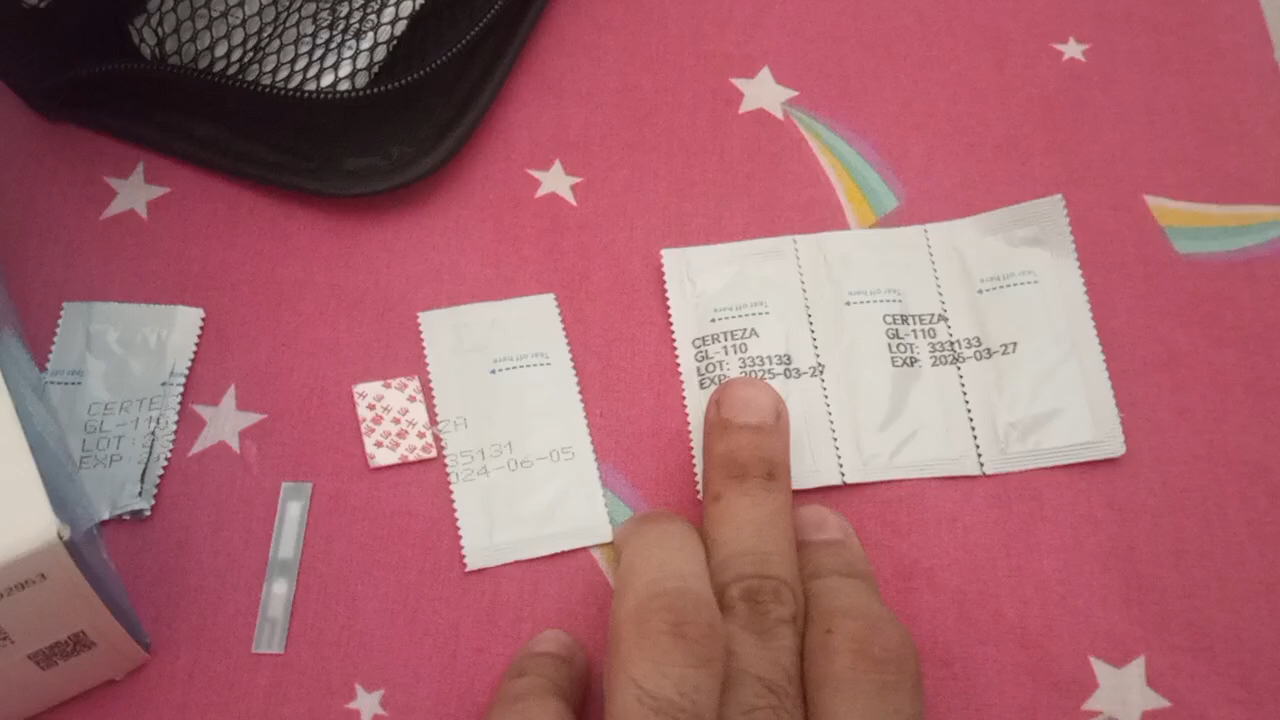 Tear off here
CERTEZA
GL-110
LOT: 333133
EXP: 2025-03-27
Tear off here
CERTEZA
GL-110
LOT: 333133
EXP: 2025-03-27
Tear off here
Tear off here
ZA
35131
024-06-05
CERTE
GL-110
LOT:
EXP: